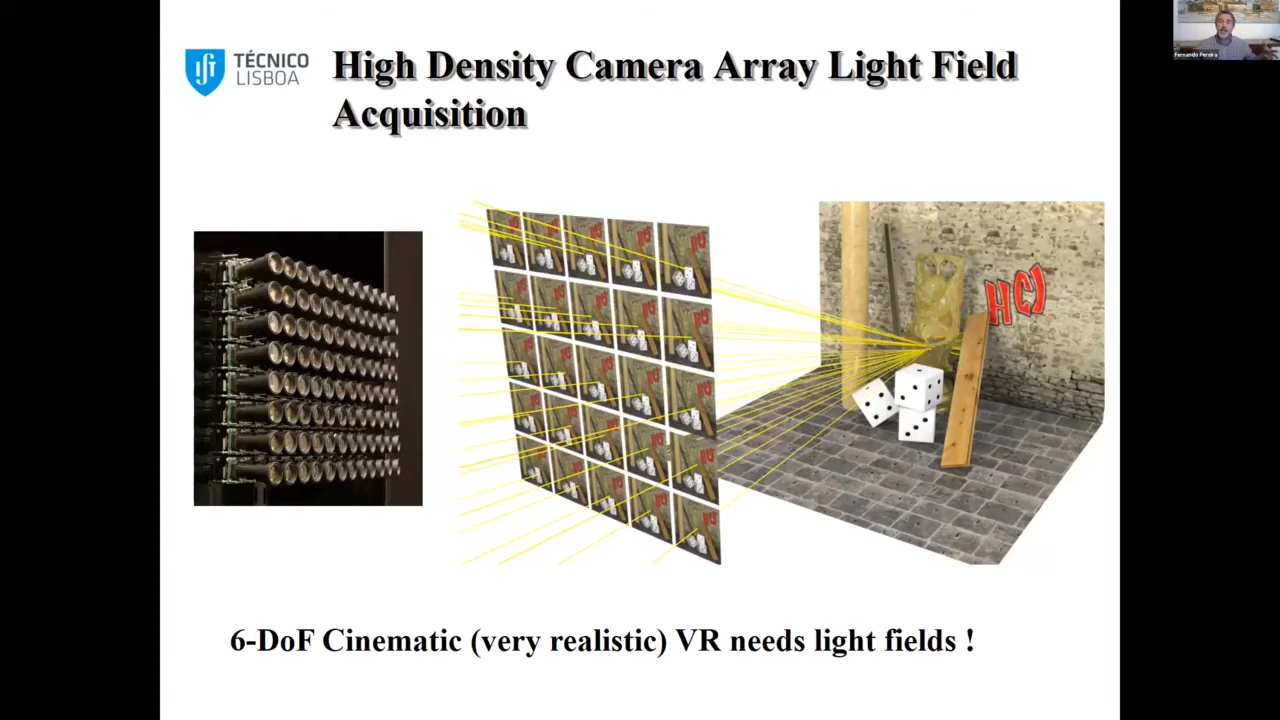 TÉCNICO
LISBOA
High Density Camera Array Light Field
Acquisition
HCI
6-DoF Cinematic (very realistic) VR needs light fields !
Fernando Pereira